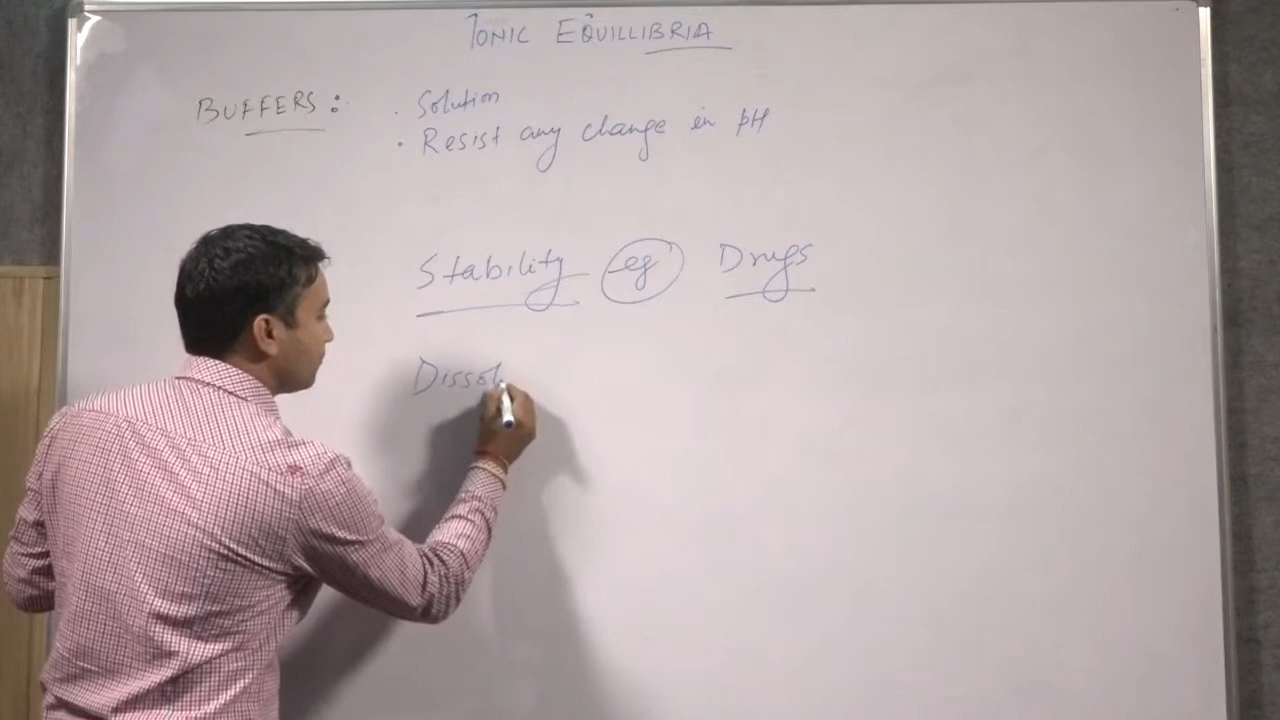 IONIC EQUILLIBRIA
BUFFERS :
. Solution
. Resist any change in pH
Stability eg Drugs
Dissol